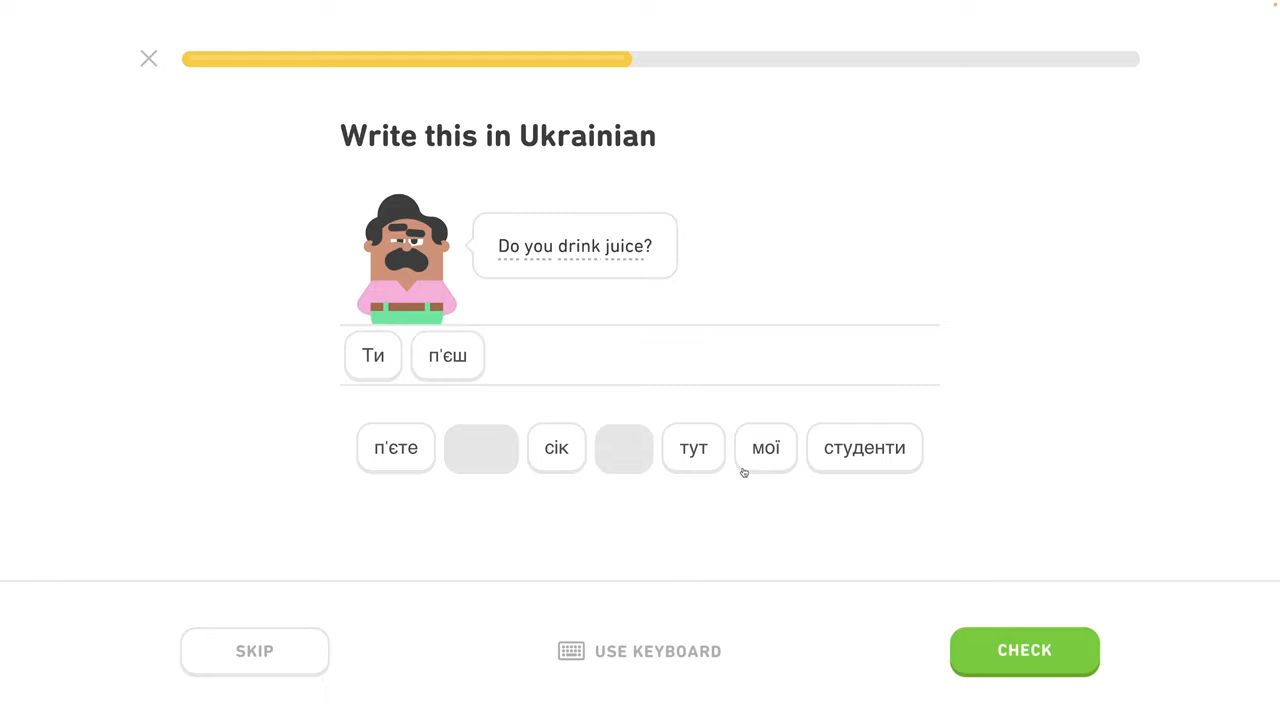 Write this in Ukrainian
Do you drink juice?
Ти п'єш
п'єте сік тут мої студенти
SKIP USE KEYBOARD CHECK